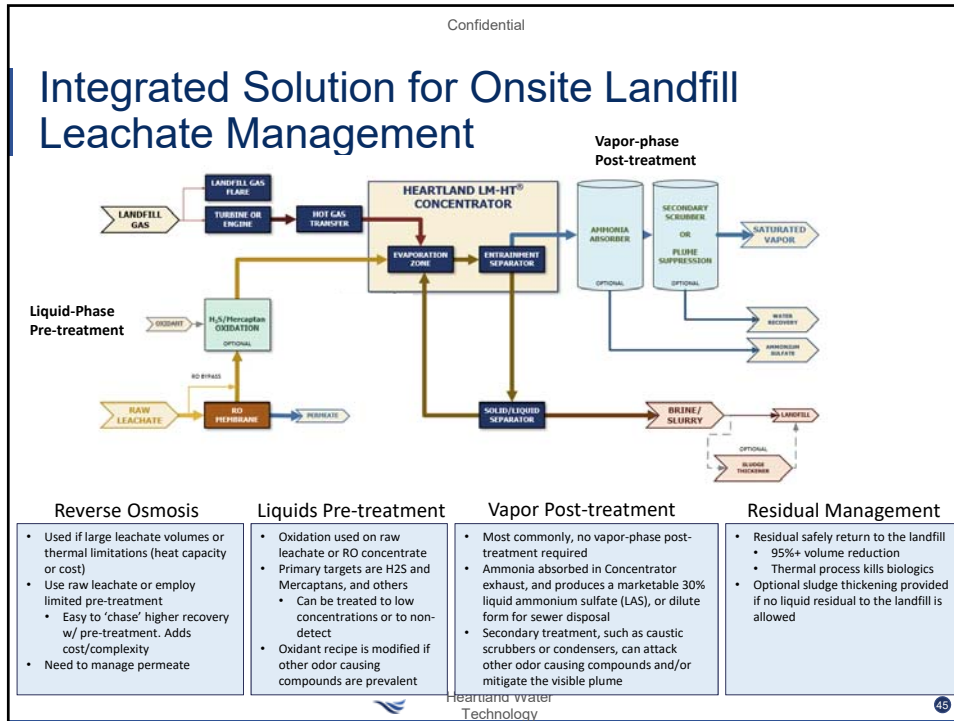 Confidential
Integrated Solution for Onsite Landfill
Leachate Management
Vapor-phase
Post-treatment
LANDFILL GAS
FLARE
LANDFILL
GAS
TURBINE OR
ENGINE
HOT GAS
TRANSFER
HEARTLAND LM-HT®
CONCENTRATOR
EVAPORATION
ZONE
ENTRAINMENT
SEPARATOR
AMMONIA
ABSORBER
OPTIONAL
SECONDARY
SCRUBBER
OR
PLUME
SUPPRESSION
OPTIONAL
SATURATED
VAPOR
Liquid-Phase
Pre-treatment
OXIDANT
H2S/Mercaptan
OXIDATION
OPTIONAL
WATER
RECOVERY
AMMONIUM
SULFATE
RO BYPASS
RAW
LEACHATE
RO
MEMBRANE
PERMEATE
SOLID/LIQUID
SEPARATOR
BRINE/
SLURRY
LANDFILL
OPTIONAL
SLUDGE
THICKENER
Reverse Osmosis
• Used if large leachate volumes or
thermal limitations (heat capacity
or cost)
• Use raw leachate or employ
limited pre-treatment
• Easy to ‘chase’ higher recovery
w/ pre-treatment. Adds
cost/complexity
• Need to manage permeate
Liquids Pre-treatment
• Oxidation used on raw
leachate or RO concentrate
• Primary targets are H2S and
Mercaptans, and others
• Can be treated to low
concentrations or to non-
detect
• Oxidant recipe is modified if
other odor causing
compounds are prevalent
Vapor Post-treatment
• Most commonly, no vapor-phase post-
treatment required
• Ammonia absorbed in Concentrator
exhaust, and produces a marketable 30%
liquid ammonium sulfate (LAS), or dilute
form for sewer disposal
• Secondary treatment, such as caustic
scrubbers or condensers, can attack
other odor causing compounds and/or
mitigate the visible plume
Residual Management
• Residual safely return to the landfill
• 95%+ volume reduction
• Thermal process kills biologics
• Optional sludge thickening provided
if no liquid residual to the landfill is
allowed
Heartland Water
Technology
45